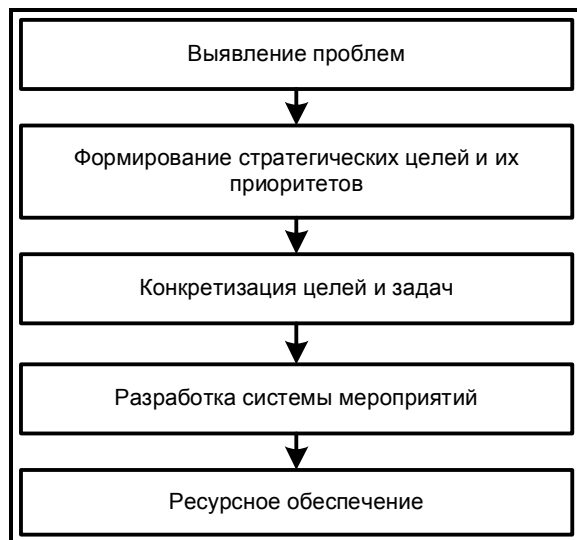 Выявление проблем
Формирование стратегических целей и их
приоритетов
Конкретизация целей и задач
Разработка системы мероприятий
Ресурсное обеспечение